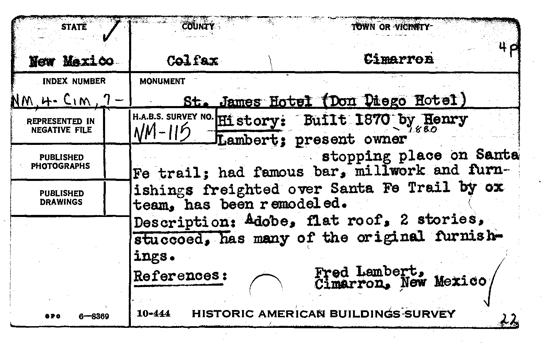 STATE COUNTY TOWN OR VICINITY
New Mexico Colfax Cimarron 4p
INDEX NUMBER MONUMENT
NM, 4- Cim, 7- St. James Hotel (Don Diego Hotel)
REPRESENTED IN NEGATIVE FILE
H.A.B.S. SURVEY NO.
NM-115
History: Built 1870 by Henry
1880
Lambert; present owner
PUBLISHED PHOTOGRAPHS
stopping place on Santa
Fe trail; had famous bar, millwork and furn-
PUBLISHED DRAWINGS
ishings freighted over Santa Fe Trail by ox
team, has been remodeled.
Description: Adobe, flat roof, 2 stories,
stuccoed, has many of the original furnish-
ings.
References: Fred Lambert,
Cimarron, New Mexico
GPO 6—8369 10-444 HISTORIC AMERICAN BUILDINGS SURVEY 22